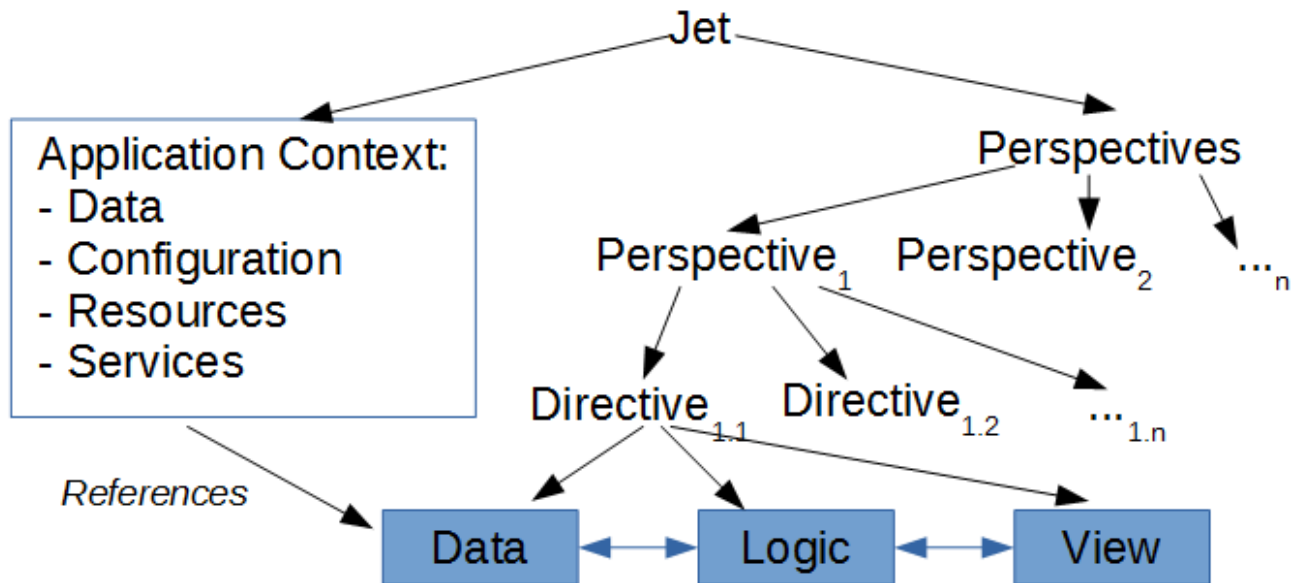 Jet
Application Context:
- Data
- Configuration
- Resources
- Services
Perspectives
Perspective1
Perspective2
...n
Directive1.1
Directive1.2
...1.n
References
Data
Logic
View